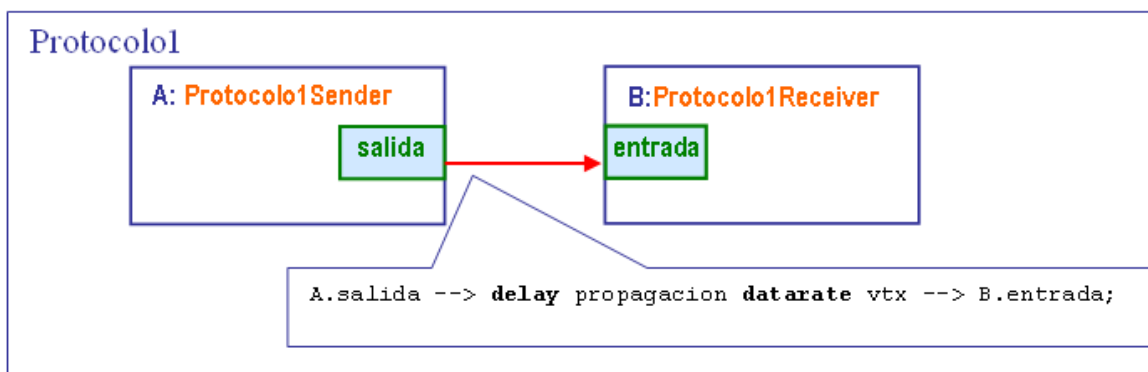 Protocolo1
A: Protocolo1Sender
B:Protocolo1Receiver
salida
entrada
A.salida --> delay propagacion datarate vtx --> B.entrada;